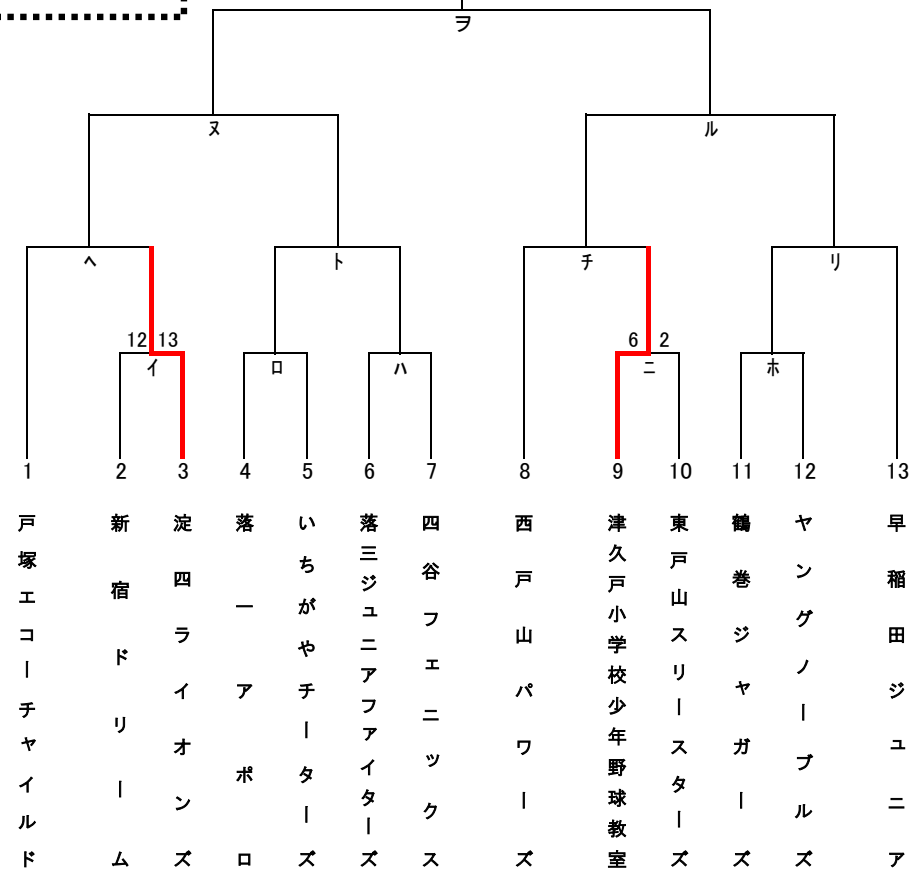 ヲ
ヌ
ル
ヘ
ト
チ
リ
12
13
6
2
イ
ロ
ハ
ニ
ホ
1
2
3
4
5
6
7
8
9
10
11
12
13
戸塚エコーチャイルド
新宿ドリーム
淀四ライオンズ
落一アポロ
いちがやチーターズ
落三ジュニアファイターズ
四谷フェニックス
西戸山パワーズ
津久戸小学校少年野球教室
東戸山スリースターズ
鶴巻ジャガーズ
ヤングノーブルズ
早稲田ジュニア